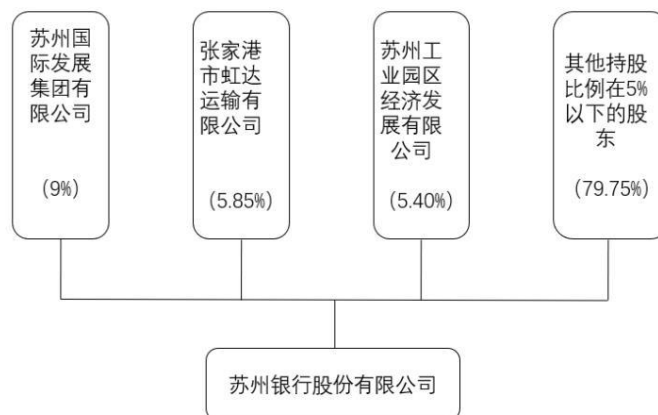 苏州国
际发展
集团有
限公司
(9%)
张家港
市虹达
运输有
限公司
(5.85%)
苏州工
业园区
经济发
展有限
公司
(5.40%)
其他持股
比例在5%
以下的股
东
(79.75%)
苏州银行股份有限公司